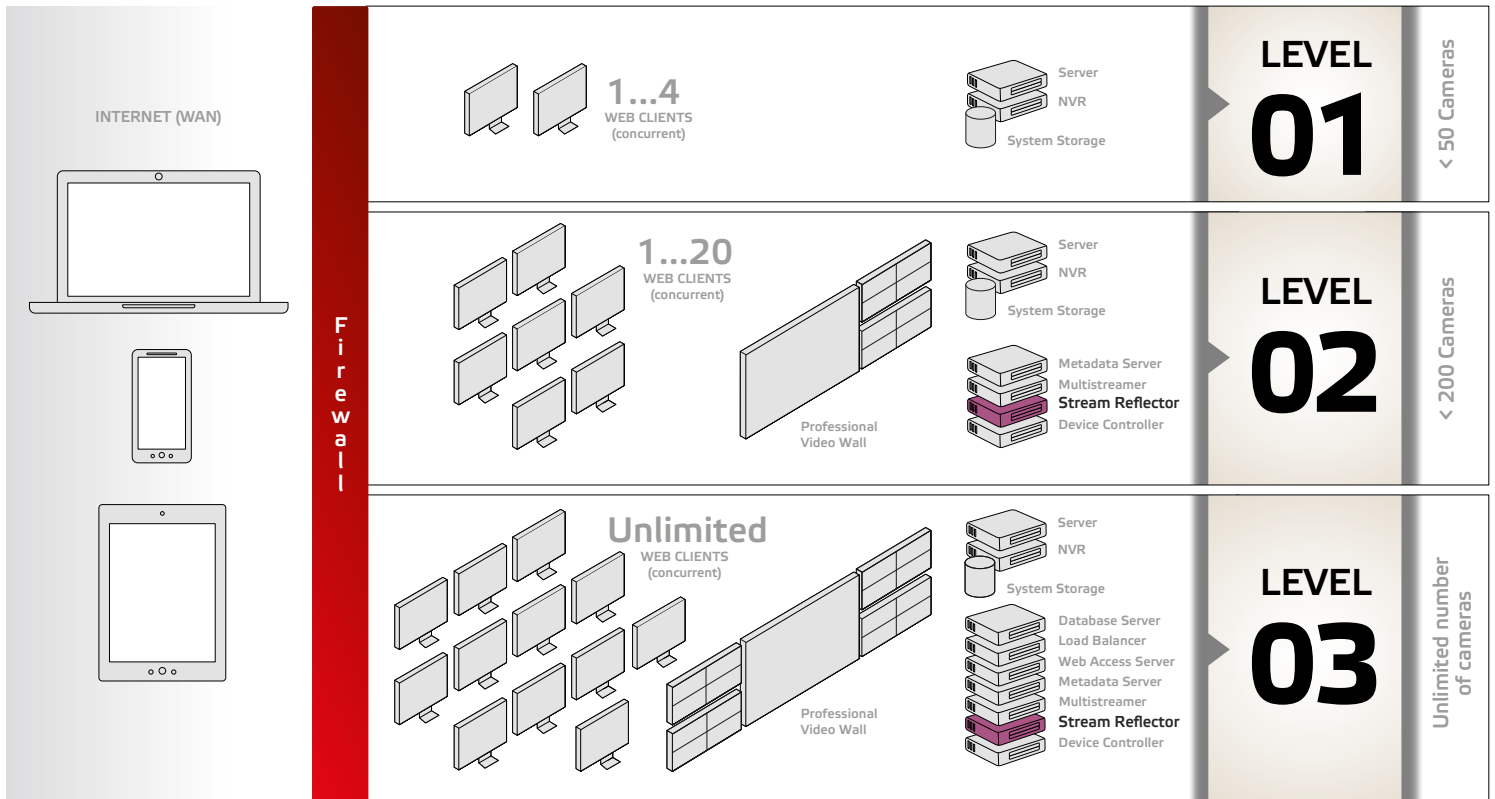 INTERNET (WAN)
Firewall
1...4
WEB CLIENTS
(concurrent)
Server
NVR
System Storage
LEVEL
01
< 50 Cameras
1...20
WEB CLIENTS
(concurrent)
Professional
Video Wall
Server
NVR
System Storage
Metadata Server
Multistreamer
Stream Reflector
Device Controller
LEVEL
02
< 200 Cameras
Unlimited
WEB CLIENTS
(concurrent)
Professional
Video Wall
Server
NVR
System Storage
Database Server
Load Balancer
Web Access Server
Metadata Server
Multistreamer
Stream Reflector
Device Controller
LEVEL
03
Unlimited number
of cameras